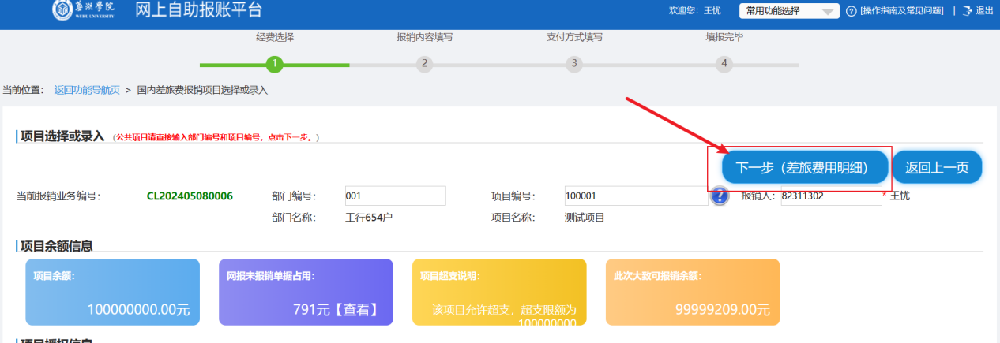 芜湖学院
WUHU UNIVERSITY
网上自助报账平台
欢迎您：王忧
常用功能选择
? [操作指南及常见问题] | 退出
经费选择
报销内容填写
支付方式填写
填报完毕
1
2
3
4
当前位置： 返回功能导航页 > 国内差旅费报销项目选择或录入
项目选择或录入 （公共项目请直接输入部门编号和项目编号，点击下一步。）
下一步（差旅费用明细）
返回上一页
当前报销业务编号： CL202405080006 部门编号： 001 项目编号： 100001 ? 报销人： 82311302 * 王忧
部门名称： 工行654户 项目名称： 测试项目
项目余额信息
项目余额：
100000000.00元
网报未报销单据占用：
791元【查看】
项目超支说明：
该项目允许超支，超支限额为
100000000
此次大致可报销余额：
99999209.00元
项目授权信息